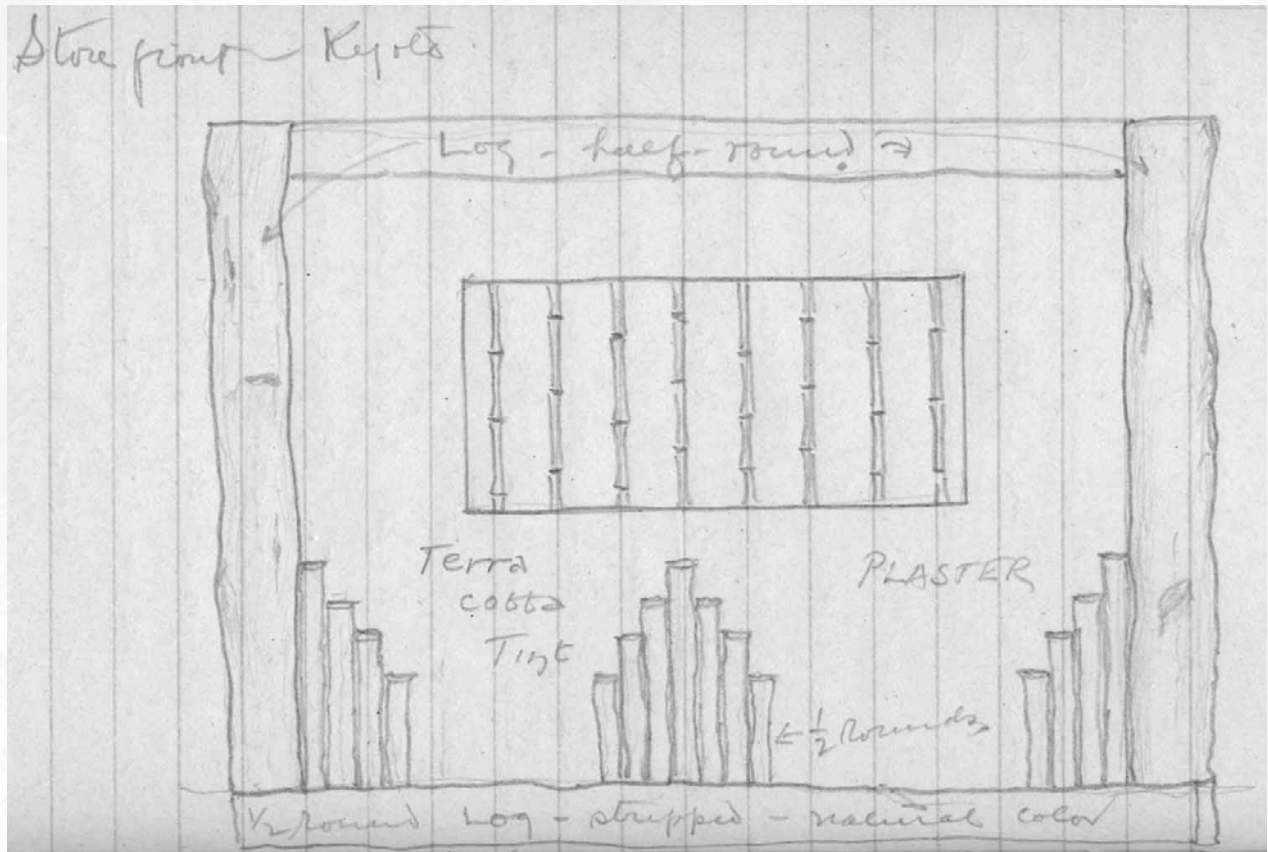 Store front - Kyoto
Log - half-round →
Terra
cotta
Tint
PLASTER
← 1/2 Rounds
1/2 round Log - stripped - natural color